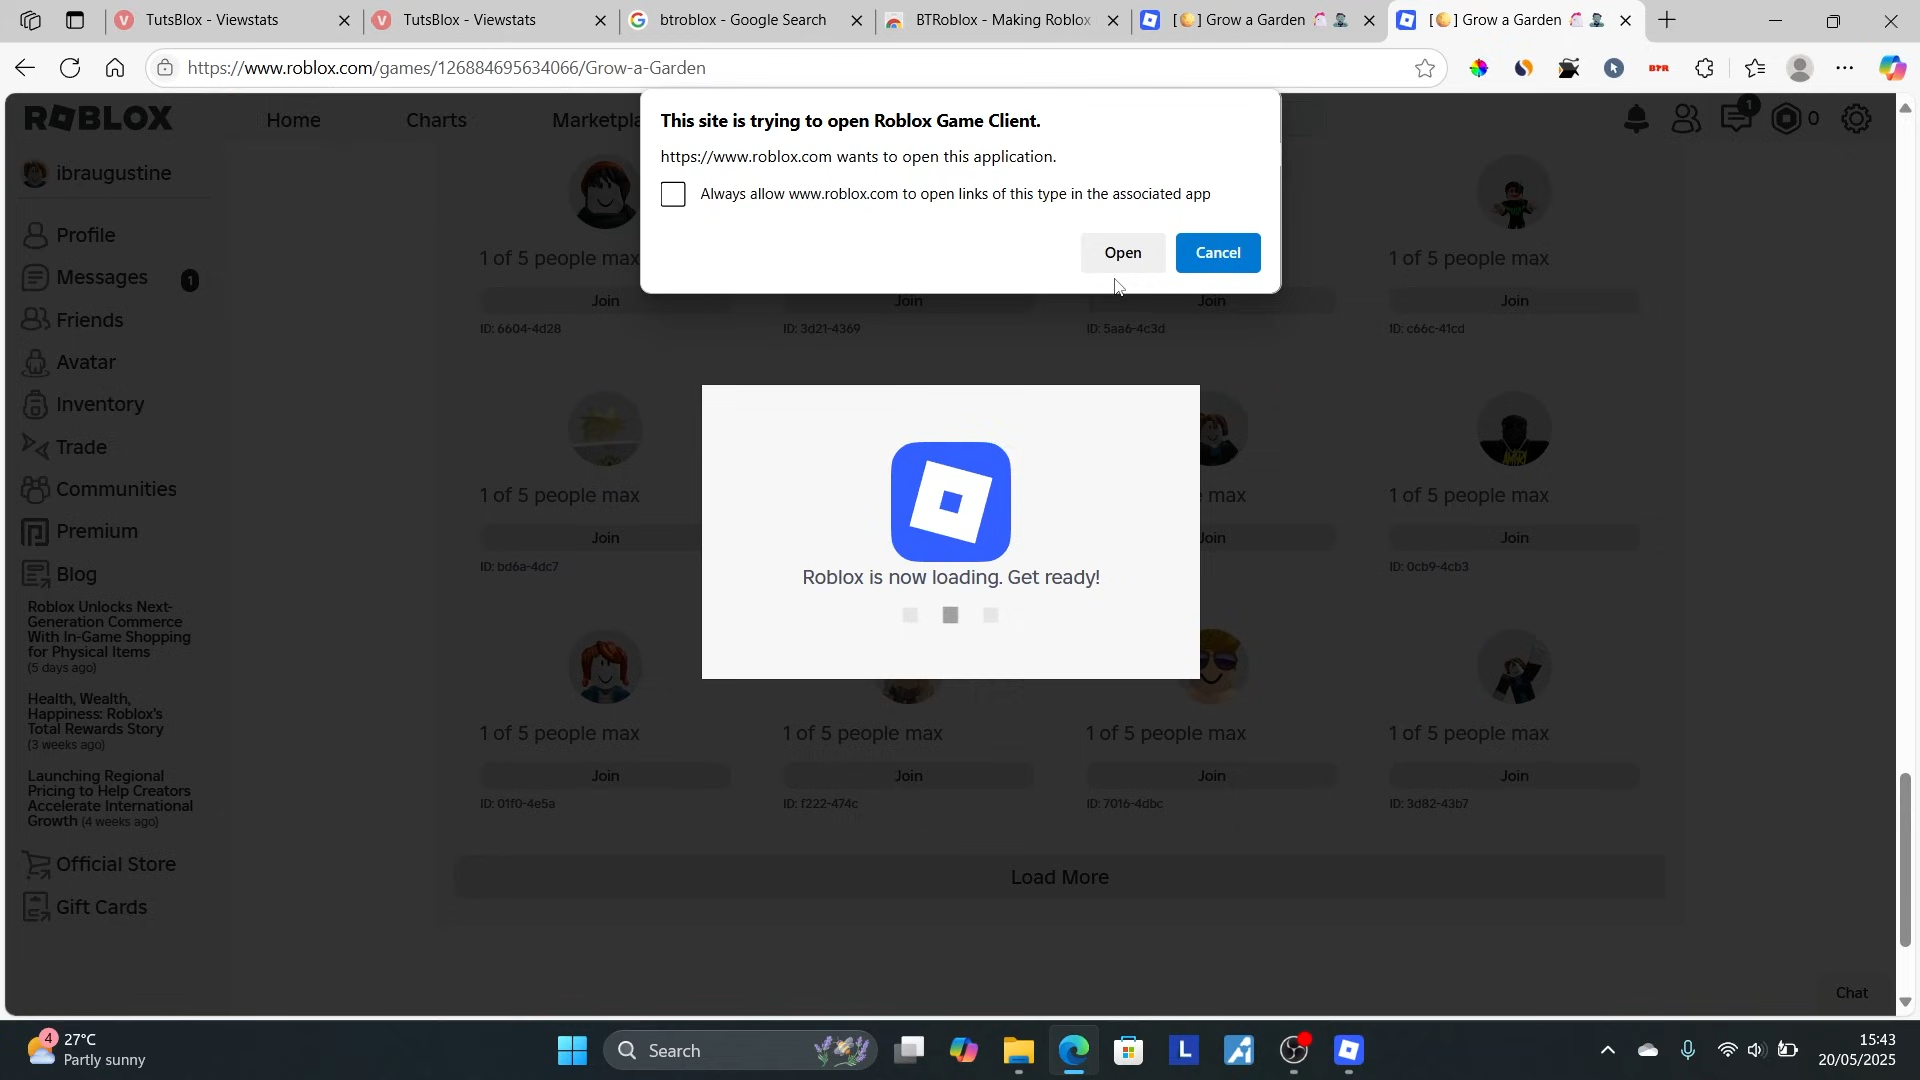 TutsBlox - Viewstats
TutsBlox - Viewstats
btroblox - Google Search
BTRoblox - Making Roblox
Grow a Garden
Grow a Garden
https://www.roblox.com/games/126884695634066/Grow-a-Garden
BTR
ROBLOX
Home
Charts
Marketpla
1
0
This site is trying to open Roblox Game Client.
https://www.roblox.com wants to open this application.
Always allow www.roblox.com to open links of this type in the associated app
Open
Cancel
ibraugustine
Profile
Messages
1
Friends
Avatar
Inventory
Trade
Communities
Premium
Blog
Roblox Unlocks Next-
Generation Commerce
With In-Game Shopping
for Physical Items
(5 days ago)
Health, Wealth,
Happiness: Roblox's
Total Rewards Story
(3 weeks ago)
Launching Regional
Pricing to Help Creators
Accelerate International
Growth (4 weeks ago)
Official Store
Gift Cards
1 of 5 people max
1 of 5 people max
Join
Join
Join
Join
ID: 6604-4d28
ID: 3d21-4369
ID: 5aa6-4c3d
ID: c66c-41cd
1 of 5 people max
max
1 of 5 people max
Join
Join
Join
ID: bd6a-4dc7
ID: 0cb9-4cb3
Roblox is now loading. Get ready!
1 of 5 people max
1 of 5 people max
1 of 5 people max
1 of 5 people max
Join
Join
Join
Join
ID: 01f0-4e5a
ID: f222-474c
ID: 7016-4dbc
ID: 3d82-43b7
Load More
Chat
4
27°C
Partly sunny
Search
L
15:43
20/05/2025